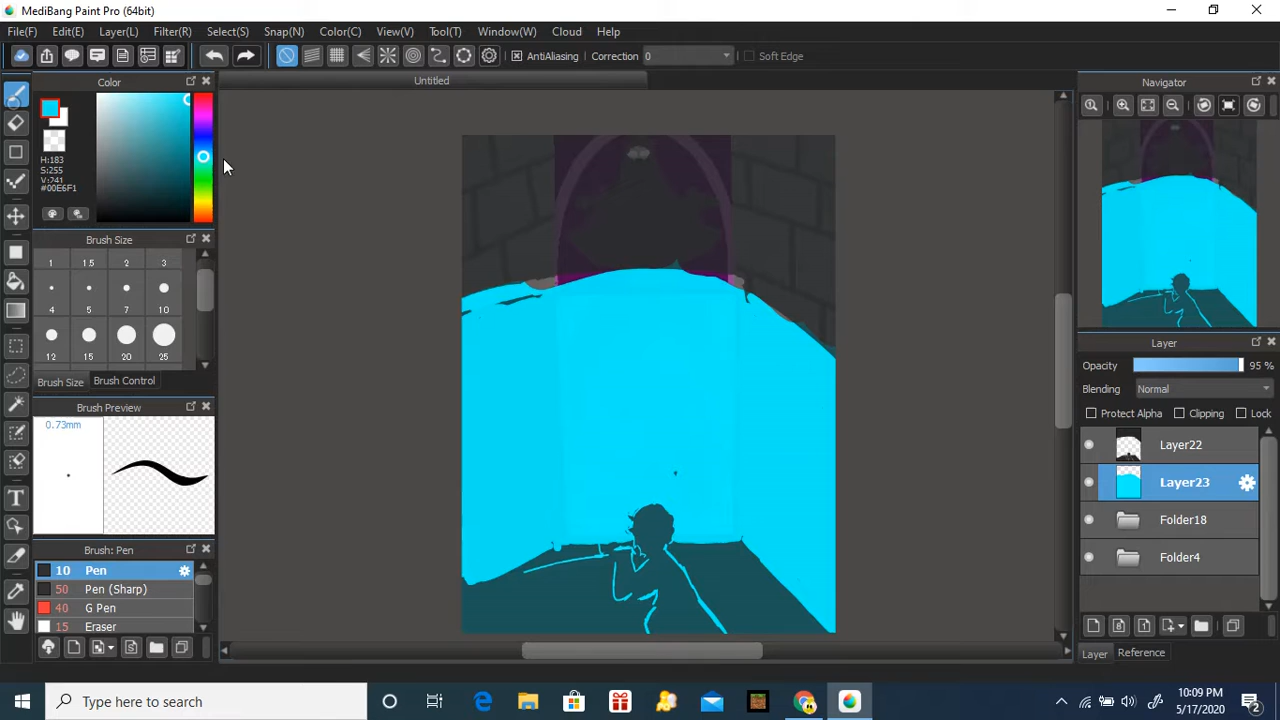 MediBang Paint Pro (64bit)
File(F) Edit(E) Layer(L) Filter(R) Select(S) Snap(N) Color(C) View(V) Tool(T) Window(W) Cloud Help
AntiAliasing Correction 0 Soft Edge
Color Untitled Navigator
H:183
S:255
V:241
#00E6F1
Brush Size
1 1.5 2 3
4 5 7 10
12 15 20 25
Brush Size Brush Control
Brush Preview
0.73mm
Brush: Pen
10 Pen
50 Pen (Sharp)
40 G Pen
15 Eraser
Layer
Opacity 95 %
Blending Normal
Protect Alpha Clipping Lock
Layer22
Layer23
Folder18
Folder4
Layer Reference
Type here to search
10:09 PM
5/17/2020
2